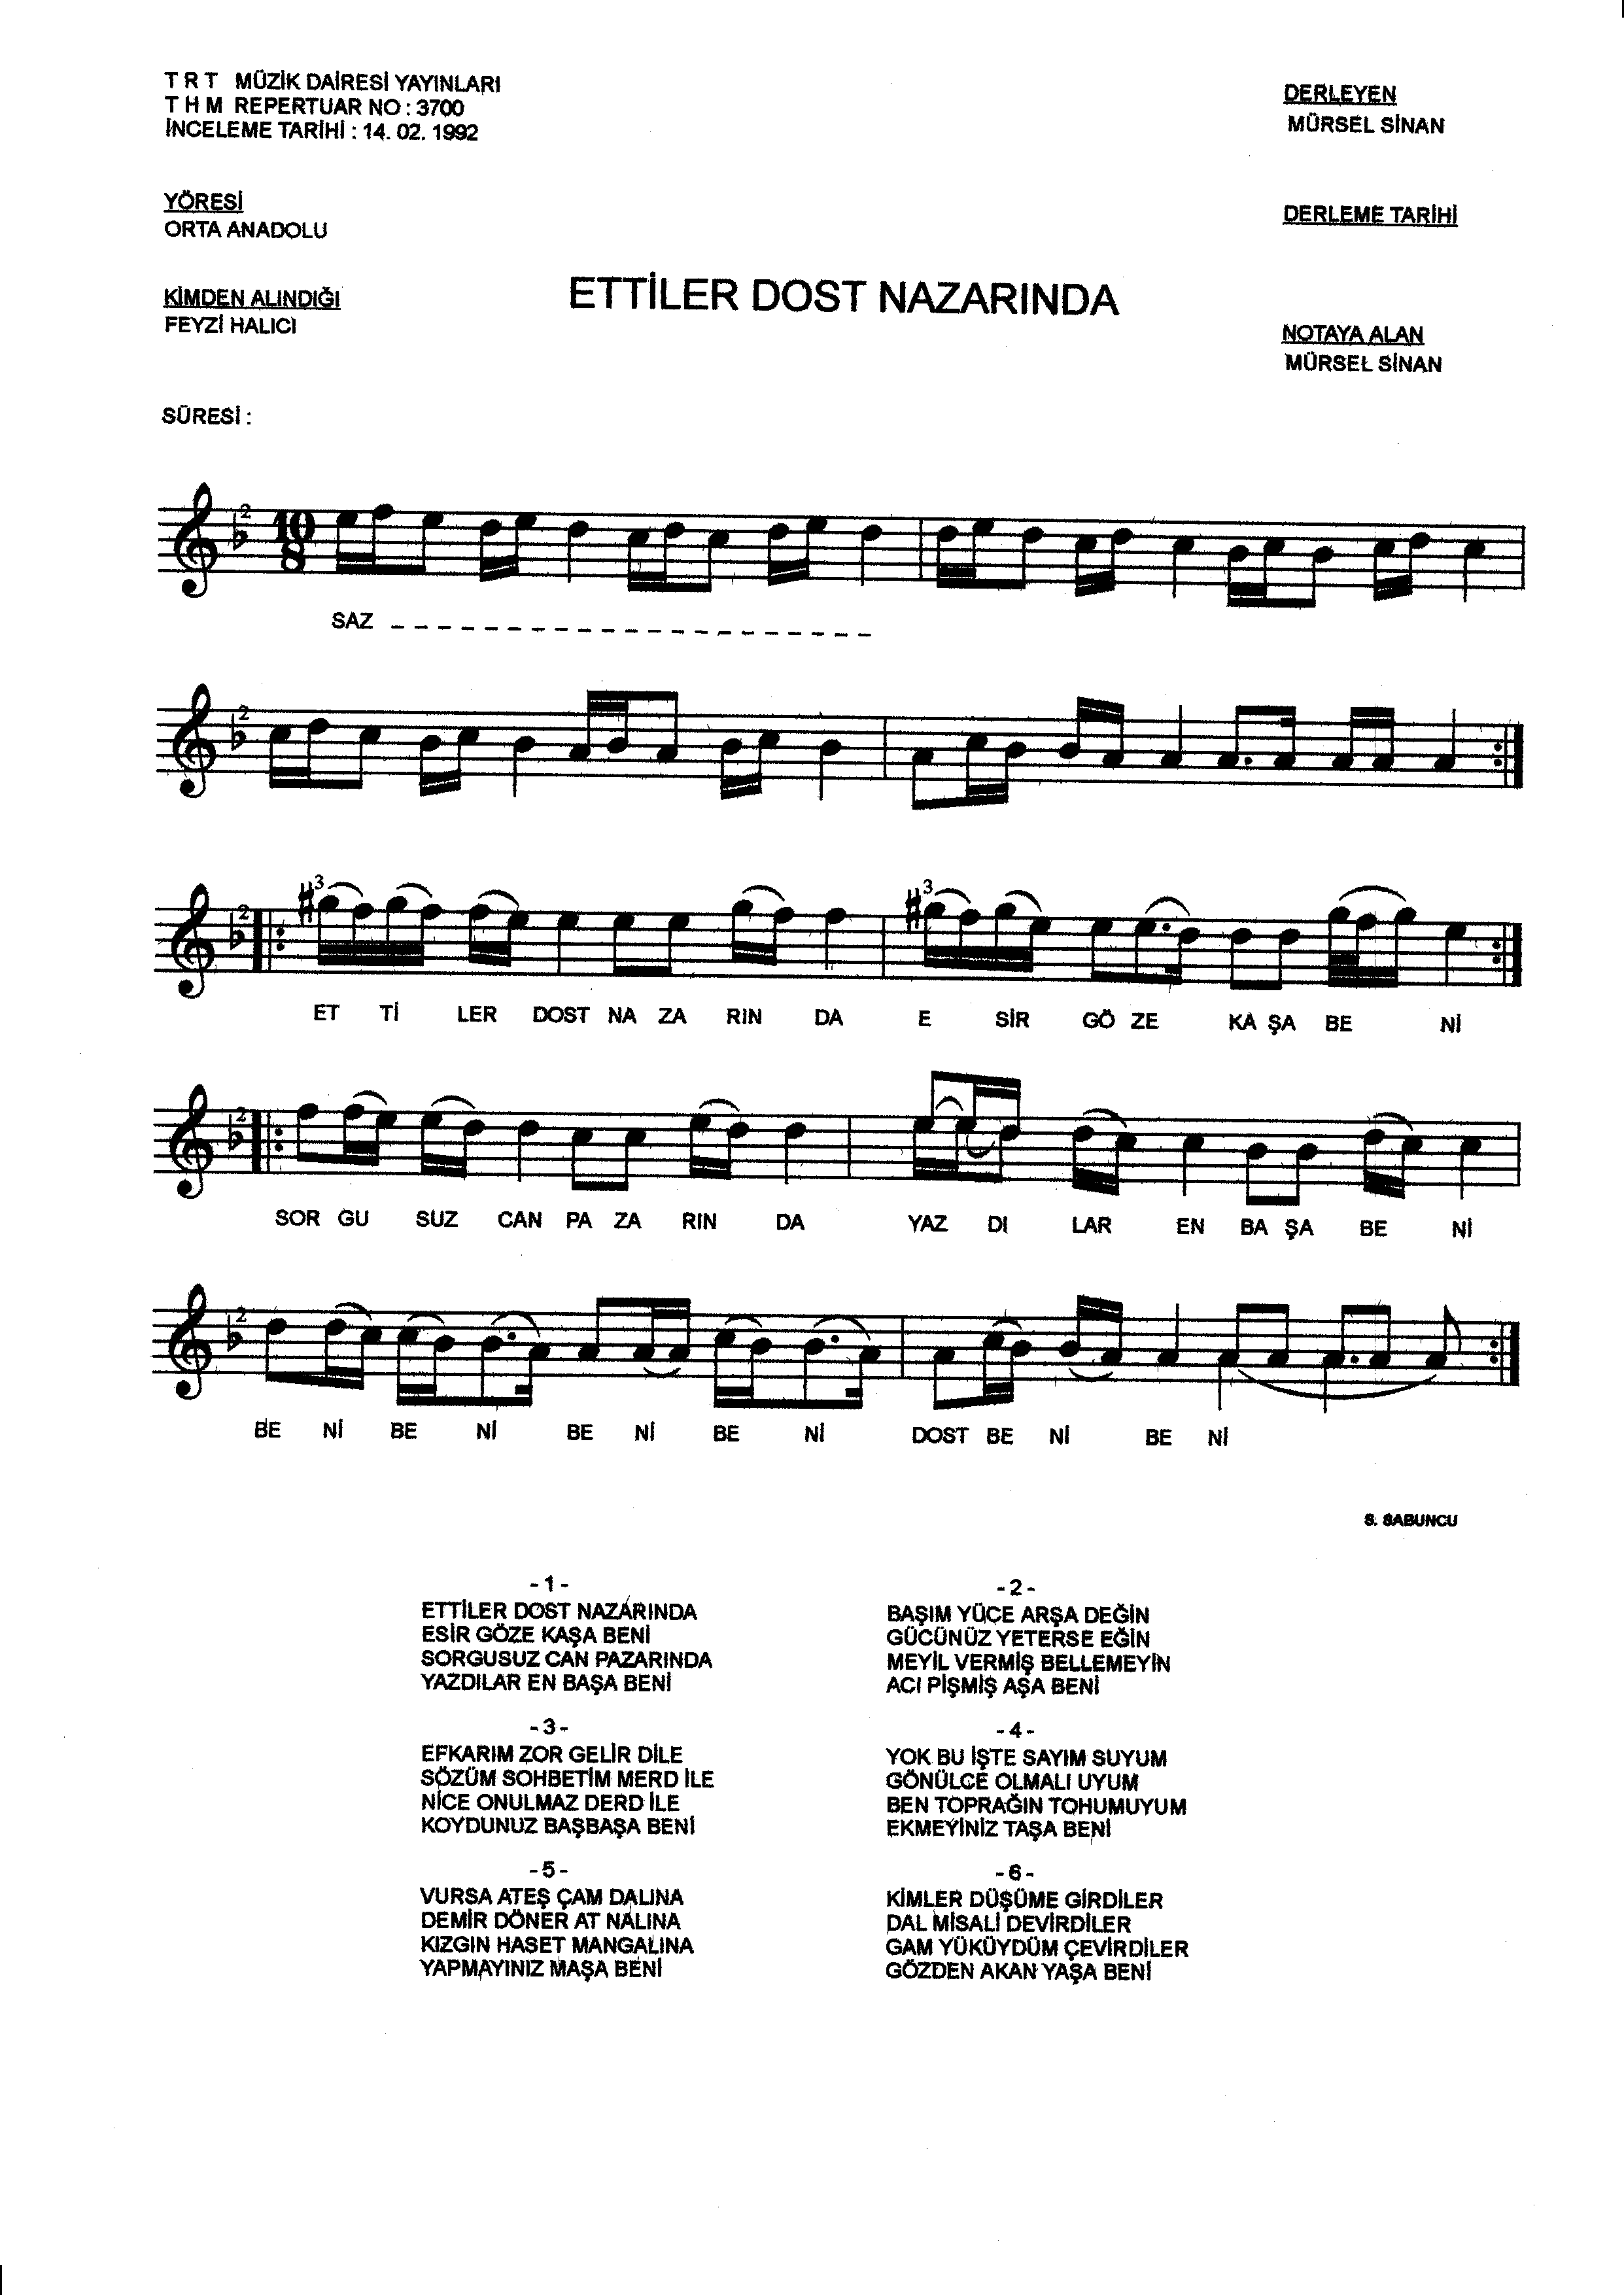 T R T MÜZİK DAİRESİ YAYINLARI
T H M REPERTUAR NO : 3700
İNCELEME TARİHİ : 14. 02. 1992
DERLEYEN
MÜRSEL SİNAN
YÖRESİ
ORTA ANADOLU
DERLEME TARİHİ
KİMDEN ALINDIĞI
FEYZİ HALICI
ETTİLER DOST NAZARINDA
NOTAYA ALAN
MÜRSEL SİNAN
SÜRESİ :
2 10 8
SAZ
2
2 3 3
ET Tİ LER DOST NA ZA RIN DA E SİR GÖ ZE KA ŞA BE Nİ
2
SOR GU SUZ CAN PA ZA RIN DA YAZ DI LAR EN BA ŞA BE Nİ
2
BE Nİ BE Nİ BE Nİ BE Nİ DOST BE Nİ BE Nİ
S. SABUNCU
- 1 -
ETTİLER DOST NAZARINDA
ESİR GÖZE KAŞA BENİ
SORGUSUZ CAN PAZARINDA
YAZDILAR EN BAŞA BENİ
- 2 -
BAŞIM YÜCE ARŞA DEĞİN
GÜCÜNÜZ YETERSE EĞİN
MEYİL VERMİŞ BELLEMEYİN
ACI PİŞMİŞ AŞA BENİ
- 3 -
EFKARIM ZOR GELİR DİLE
SÖZÜM SOHBETİM MERD İLE
NİCE ONULMAZ DERD İLE
KOYDUNUZ BAŞBAŞA BENİ
- 4 -
YOK BU İŞTE SAYIM SUYUM
GÖNÜLCE OLMALI UYUM
BEN TOPRAĞIN TOHUMUYUM
EKMEYİNİZ TAŞA BENİ
- 5 -
VURSA ATEŞ ÇAM DALINA
DEMİR DÖNER AT NALINA
KIZGIN HASET MANGALINA
YAPMAYINIZ MAŞA BENİ
- 6 -
KİMLER DÜŞÜME GİRDİLER
DAL MİSALİ DEVİRDİLER
GAM YÜKÜYDÜM ÇEVİRDİLER
GÖZDEN AKAN YAŞA BENİ